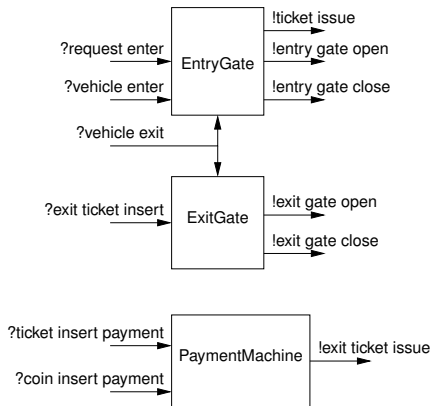 !ticket issue
?request enter
!entry gate open
EntryGate
?vehicle enter
!entry gate close
?vehicle exit
!exit gate open
?exit ticket insert
ExitGate
!exit gate close
?ticket insert payment
PaymentMachine
!exit ticket issue
?coin insert payment